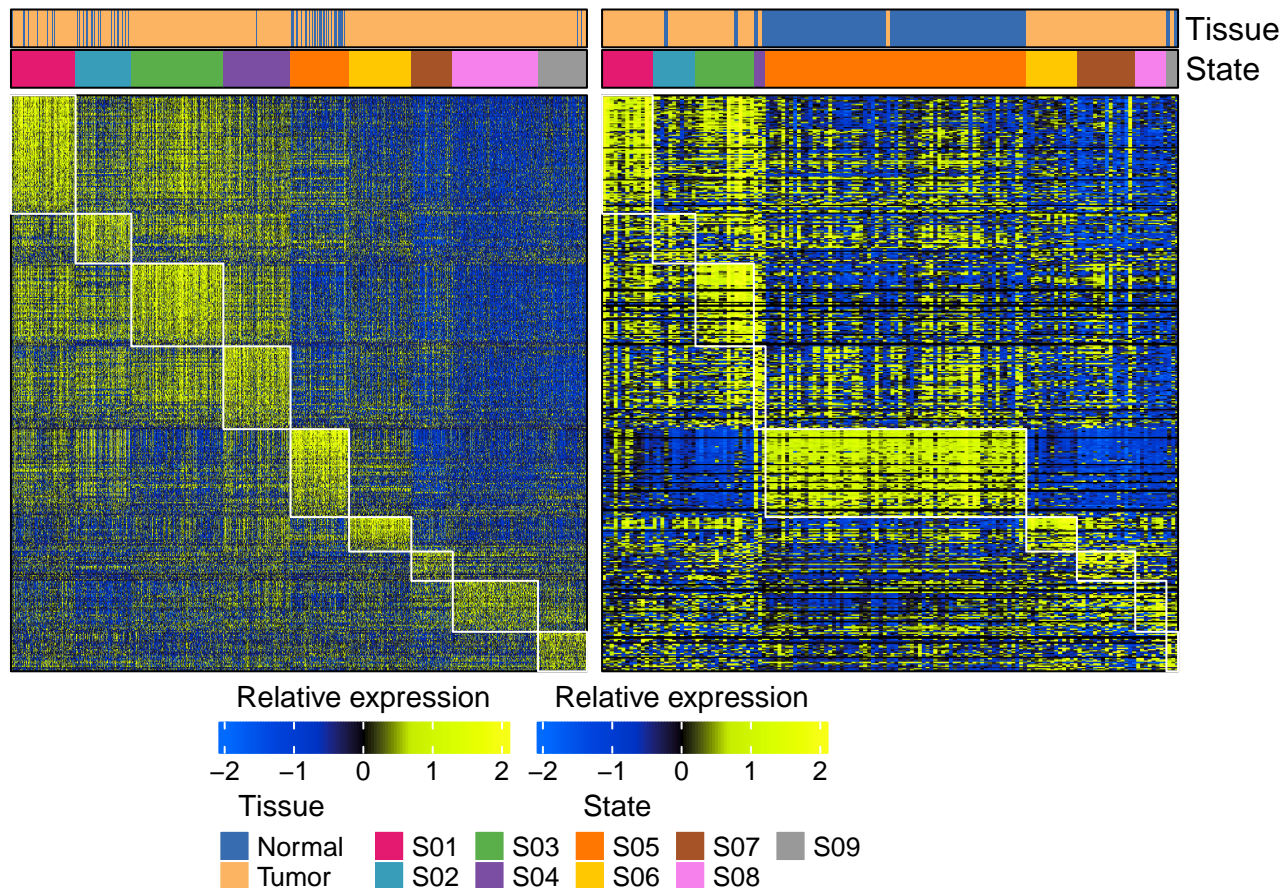 Tissue
State
Relative expression Relative expression
−2 −1 0 1 2 −2 −1 0 1 2
Tissue State
Normal S01 S03 S05 S07 S09
Tumor S02 S04 S06 S08